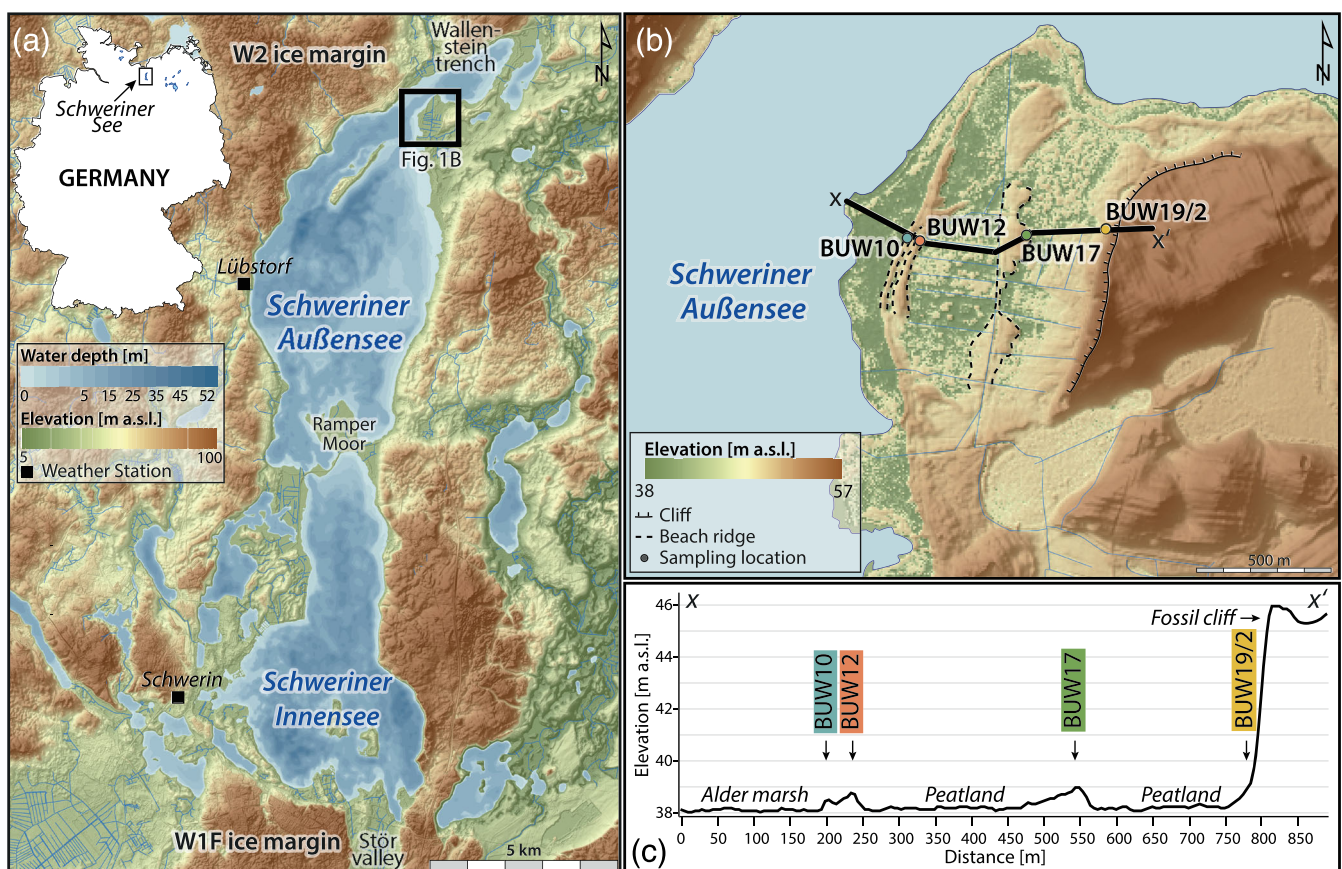 (a)
W2 ice margin
Wallen-
stein
trench
N
Schweriner
See
GERMANY
Fig. 1B
Lübstorf
Schweriner
Außensee
Water depth [m]
0 5 15 25 35 45 52
Elevation [m a.s.l.]
5 100
Weather Station
Ramper
Moor
Schwerin
Schweriner
Innensee
W1F ice margin
Stör
valley
5 km
(b)
N
X
BUW10
BUW12
BUW17
BUW19/2
X'
Schweriner
Außensee
Elevation [m a.s.l.]
38 57
Cliff
Beach ridge
Sampling location
500 m
X X'
Fossil cliff →
BUW10
BUW12
BUW17
BUW19/2
Elevation [m a.s.l.]
46
44
42
40
38
Alder marsh Peatland Peatland
0 50 100 150 200 250 300 350 400 450 500 550 600 650 700 750 800 850
Distance [m]
(c)